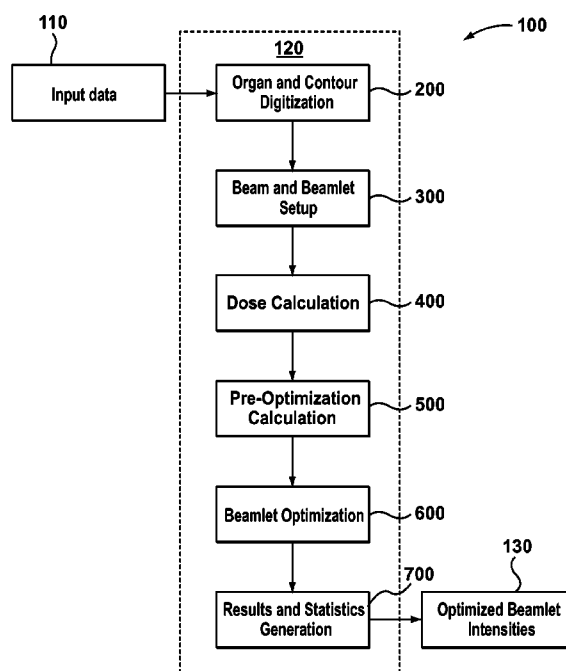 110
120
100
Input data
Organ and Contour
Digitization
200
Beam and Beamlet
Setup
300
Dose Calculation
400
Pre-Optimization
Calculation
500
Beamlet Optimization
600
700
130
Results and Statistics
Generation
Optimized Beamlet
Intensities